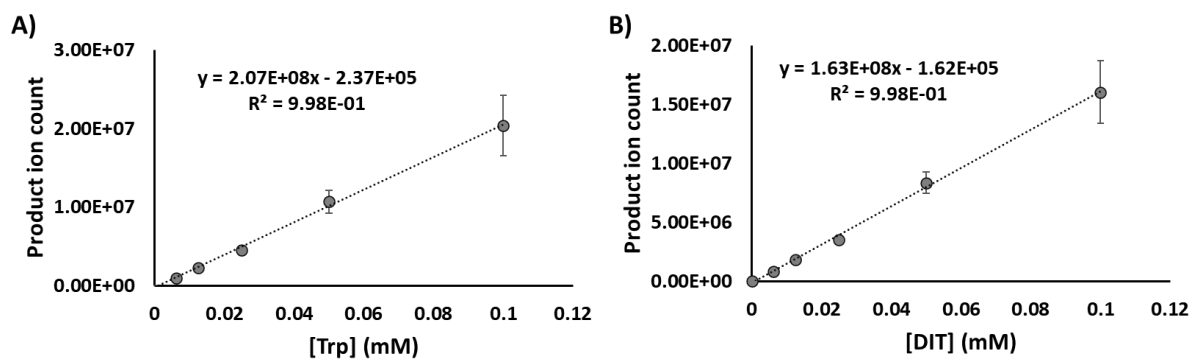 A)
Product ion count
3.00E+07
2.00E+07
1.00E+07
0.00E+00
y = 2.07E+08x - 2.37E+05
R² = 9.98E-01
0 0.02 0.04 0.06 0.08 0.1 0.12
[Trp] (mM)
B)
Product ion count
2.00E+07
1.50E+07
1.00E+07
5.00E+06
0.00E+00
y = 1.63E+08x - 1.62E+05
R² = 9.98E-01
0 0.02 0.04 0.06 0.08 0.1 0.12
[DIT] (mM)